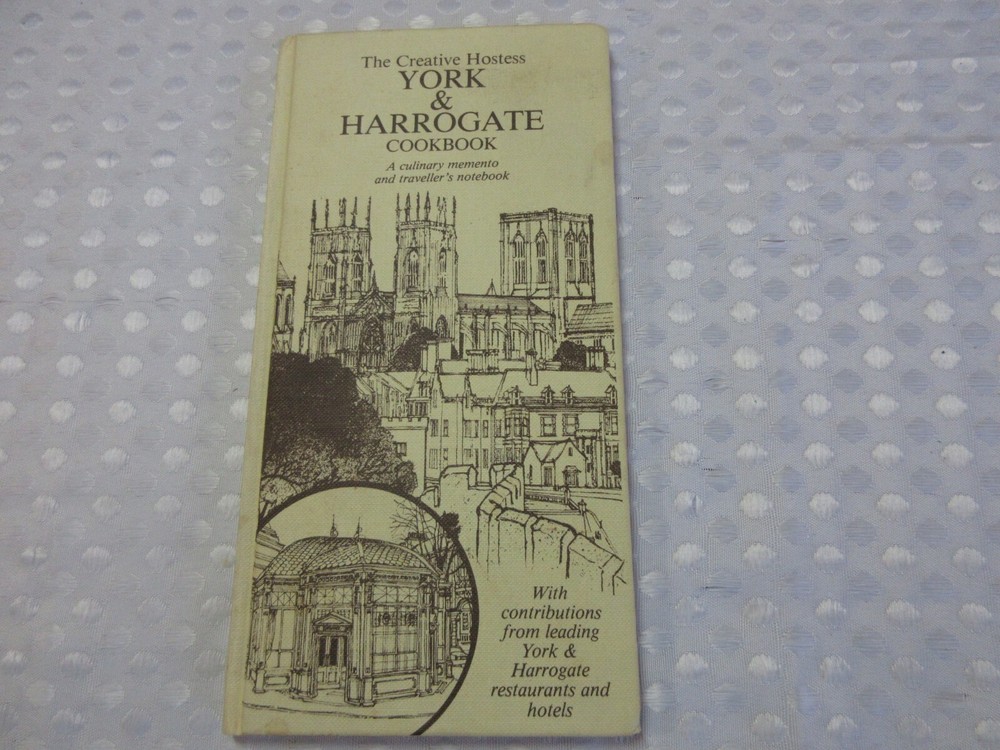 The Creative Hostess
YORK
&
HARROGATE
COOKBOOK
A culinary memento
and traveller's notebook
With
contributions
from leading
York &
Harrogate
restaurants and
hotels